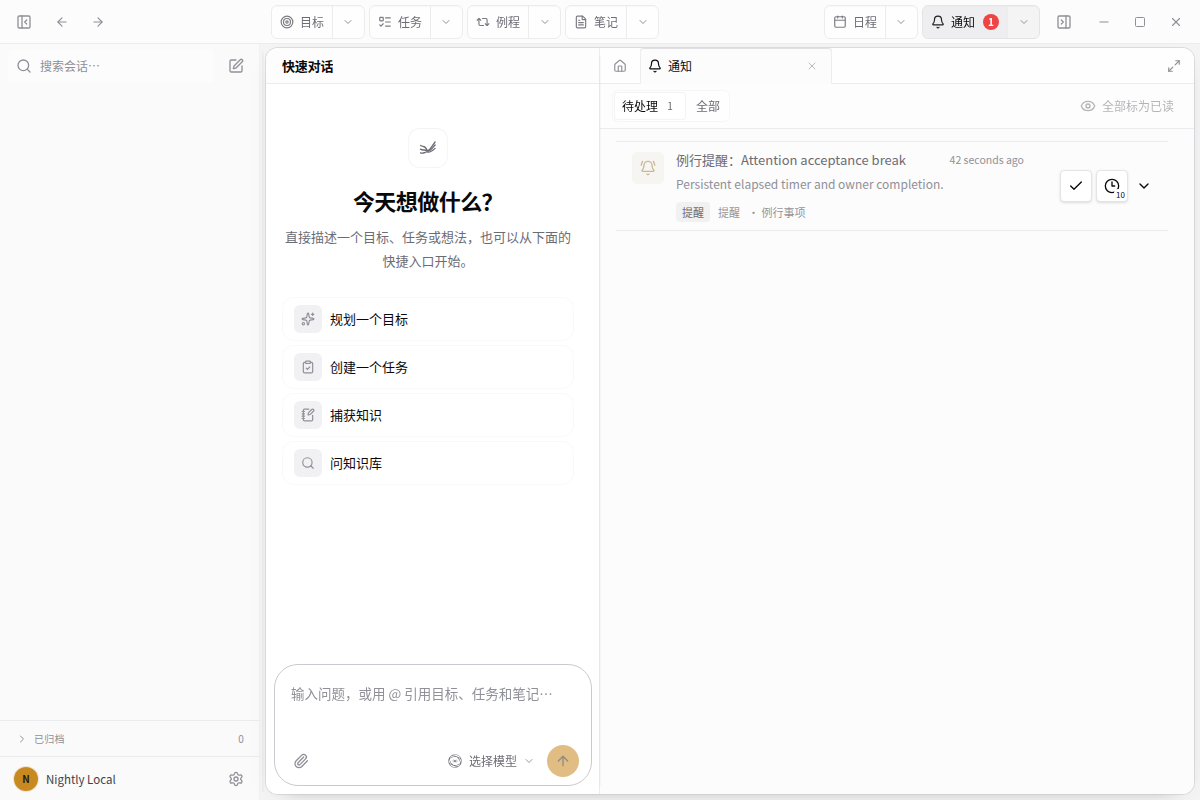 目标
任务
例程
笔记
日程
通知 1
搜索会话…
快速对话
通知
待处理 1
全部
全部标为已读
今天想做什么？
直接描述一个目标、任务或想法，也可以从下面的
快捷入口开始。
规划一个目标
创建一个任务
捕获知识
问知识库
例行提醒：Attention acceptance break
42 seconds ago
Persistent elapsed timer and owner completion.
10
提醒 提醒 • 例行事项
输入问题，或用 @ 引用目标、任务和笔记…
选择模型
已归档 0
N Nightly Local